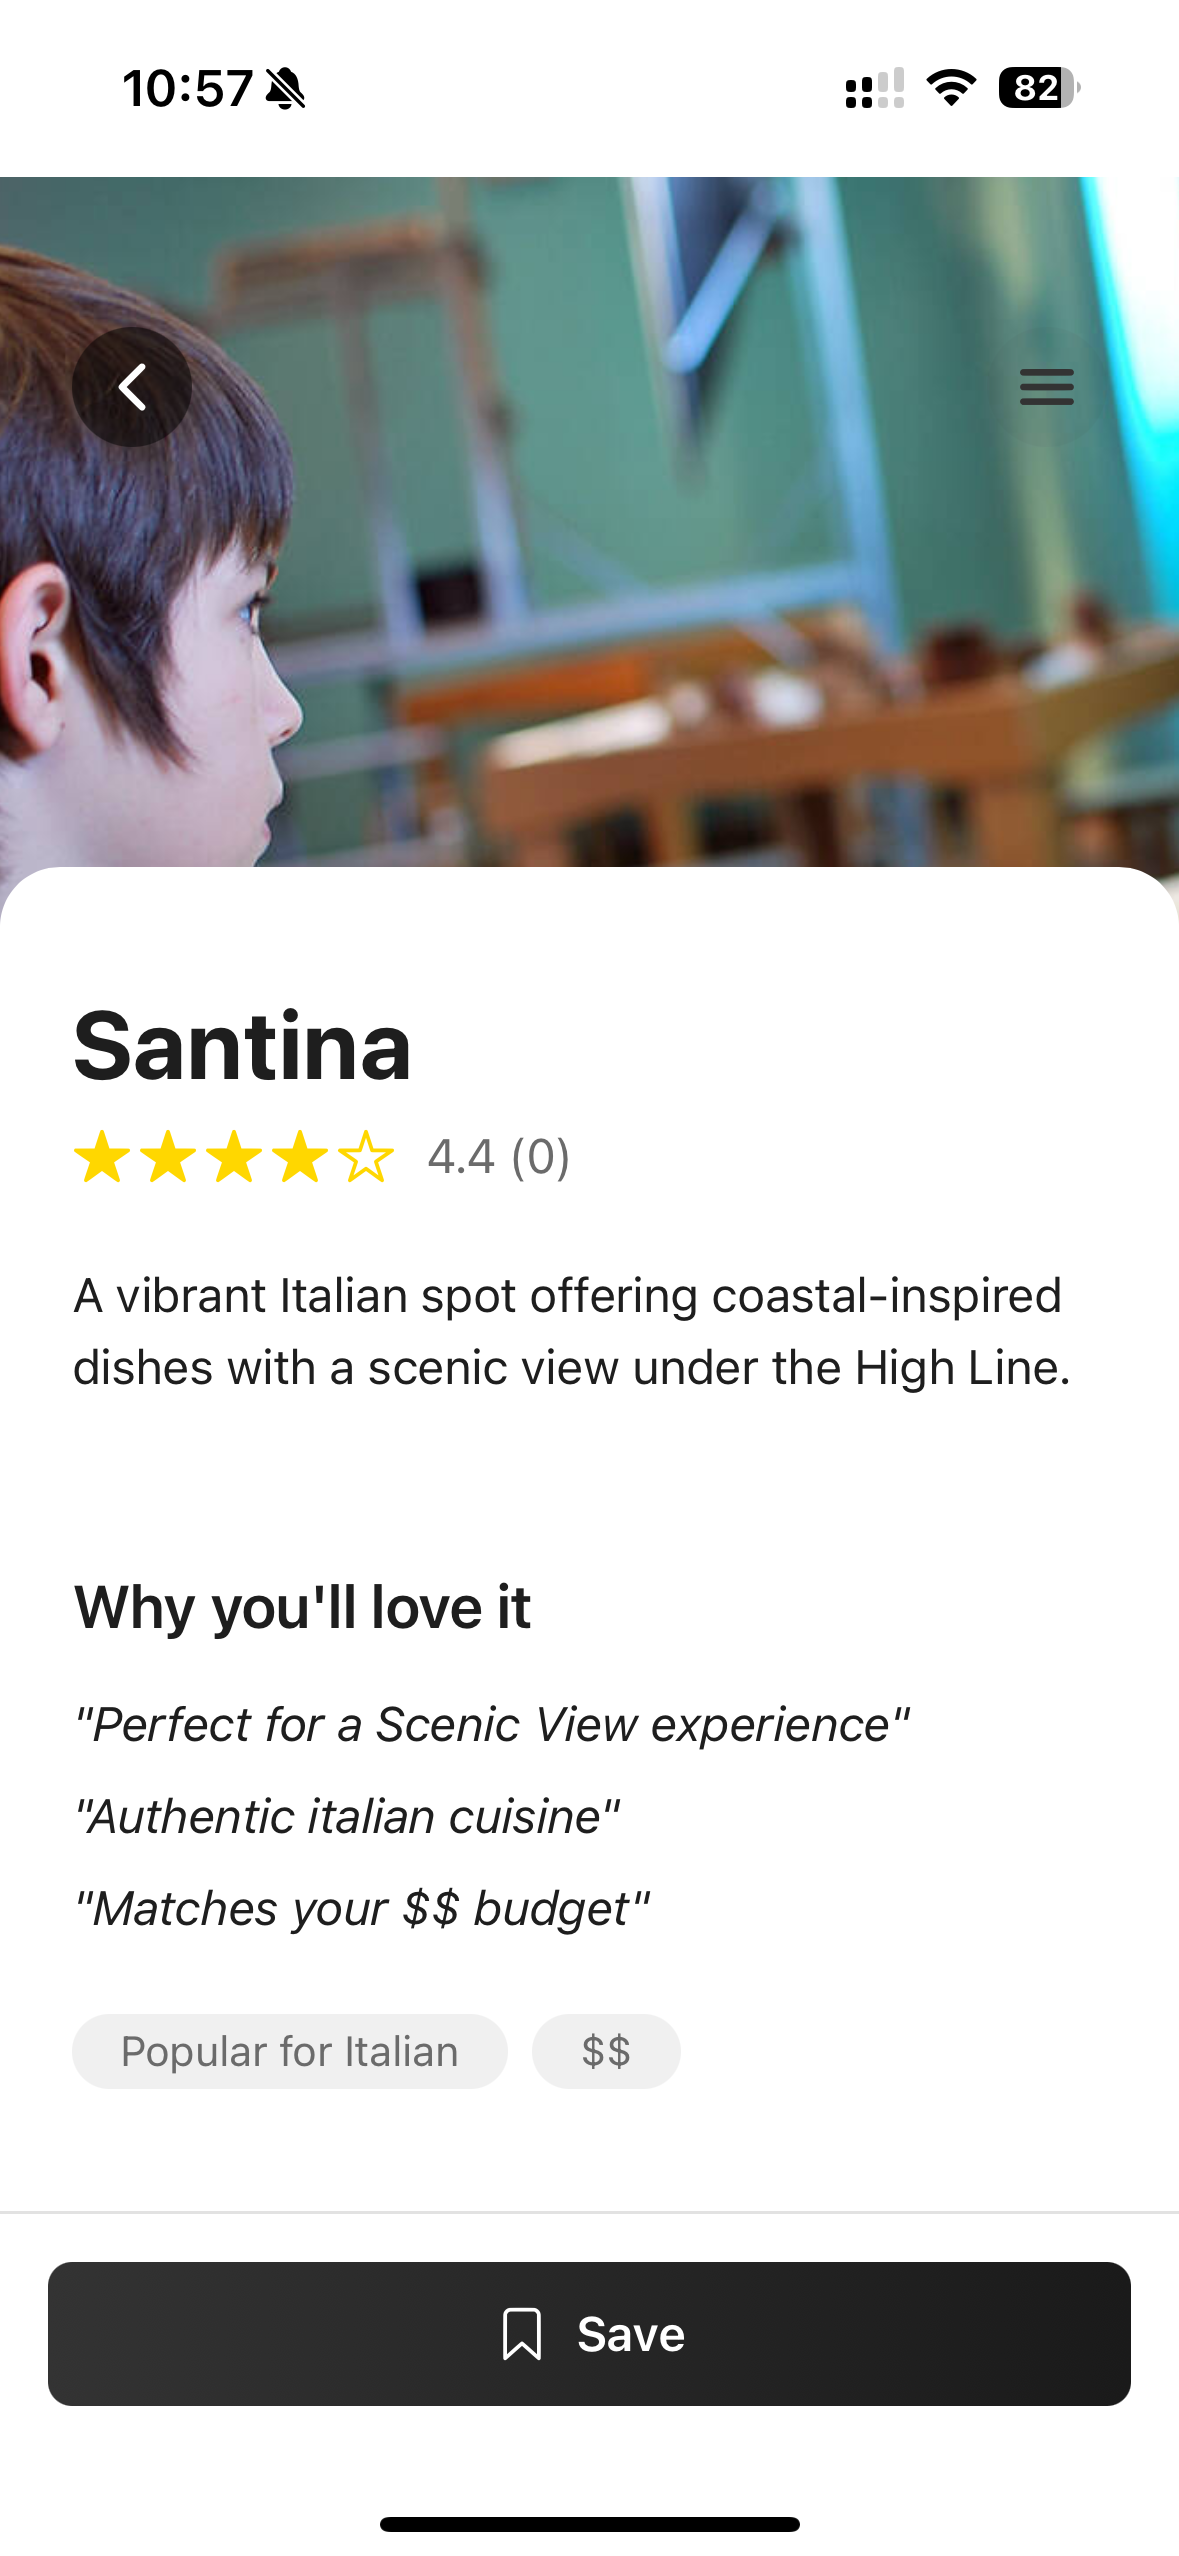 10:57
82
Santina
4.4 (0)
A vibrant Italian spot offering coastal-inspired
dishes with a scenic view under the High Line.
Why you'll love it
"Perfect for a Scenic View experience"
"Authentic italian cuisine"
"Matches your $$ budget"
Popular for Italian $$
Save